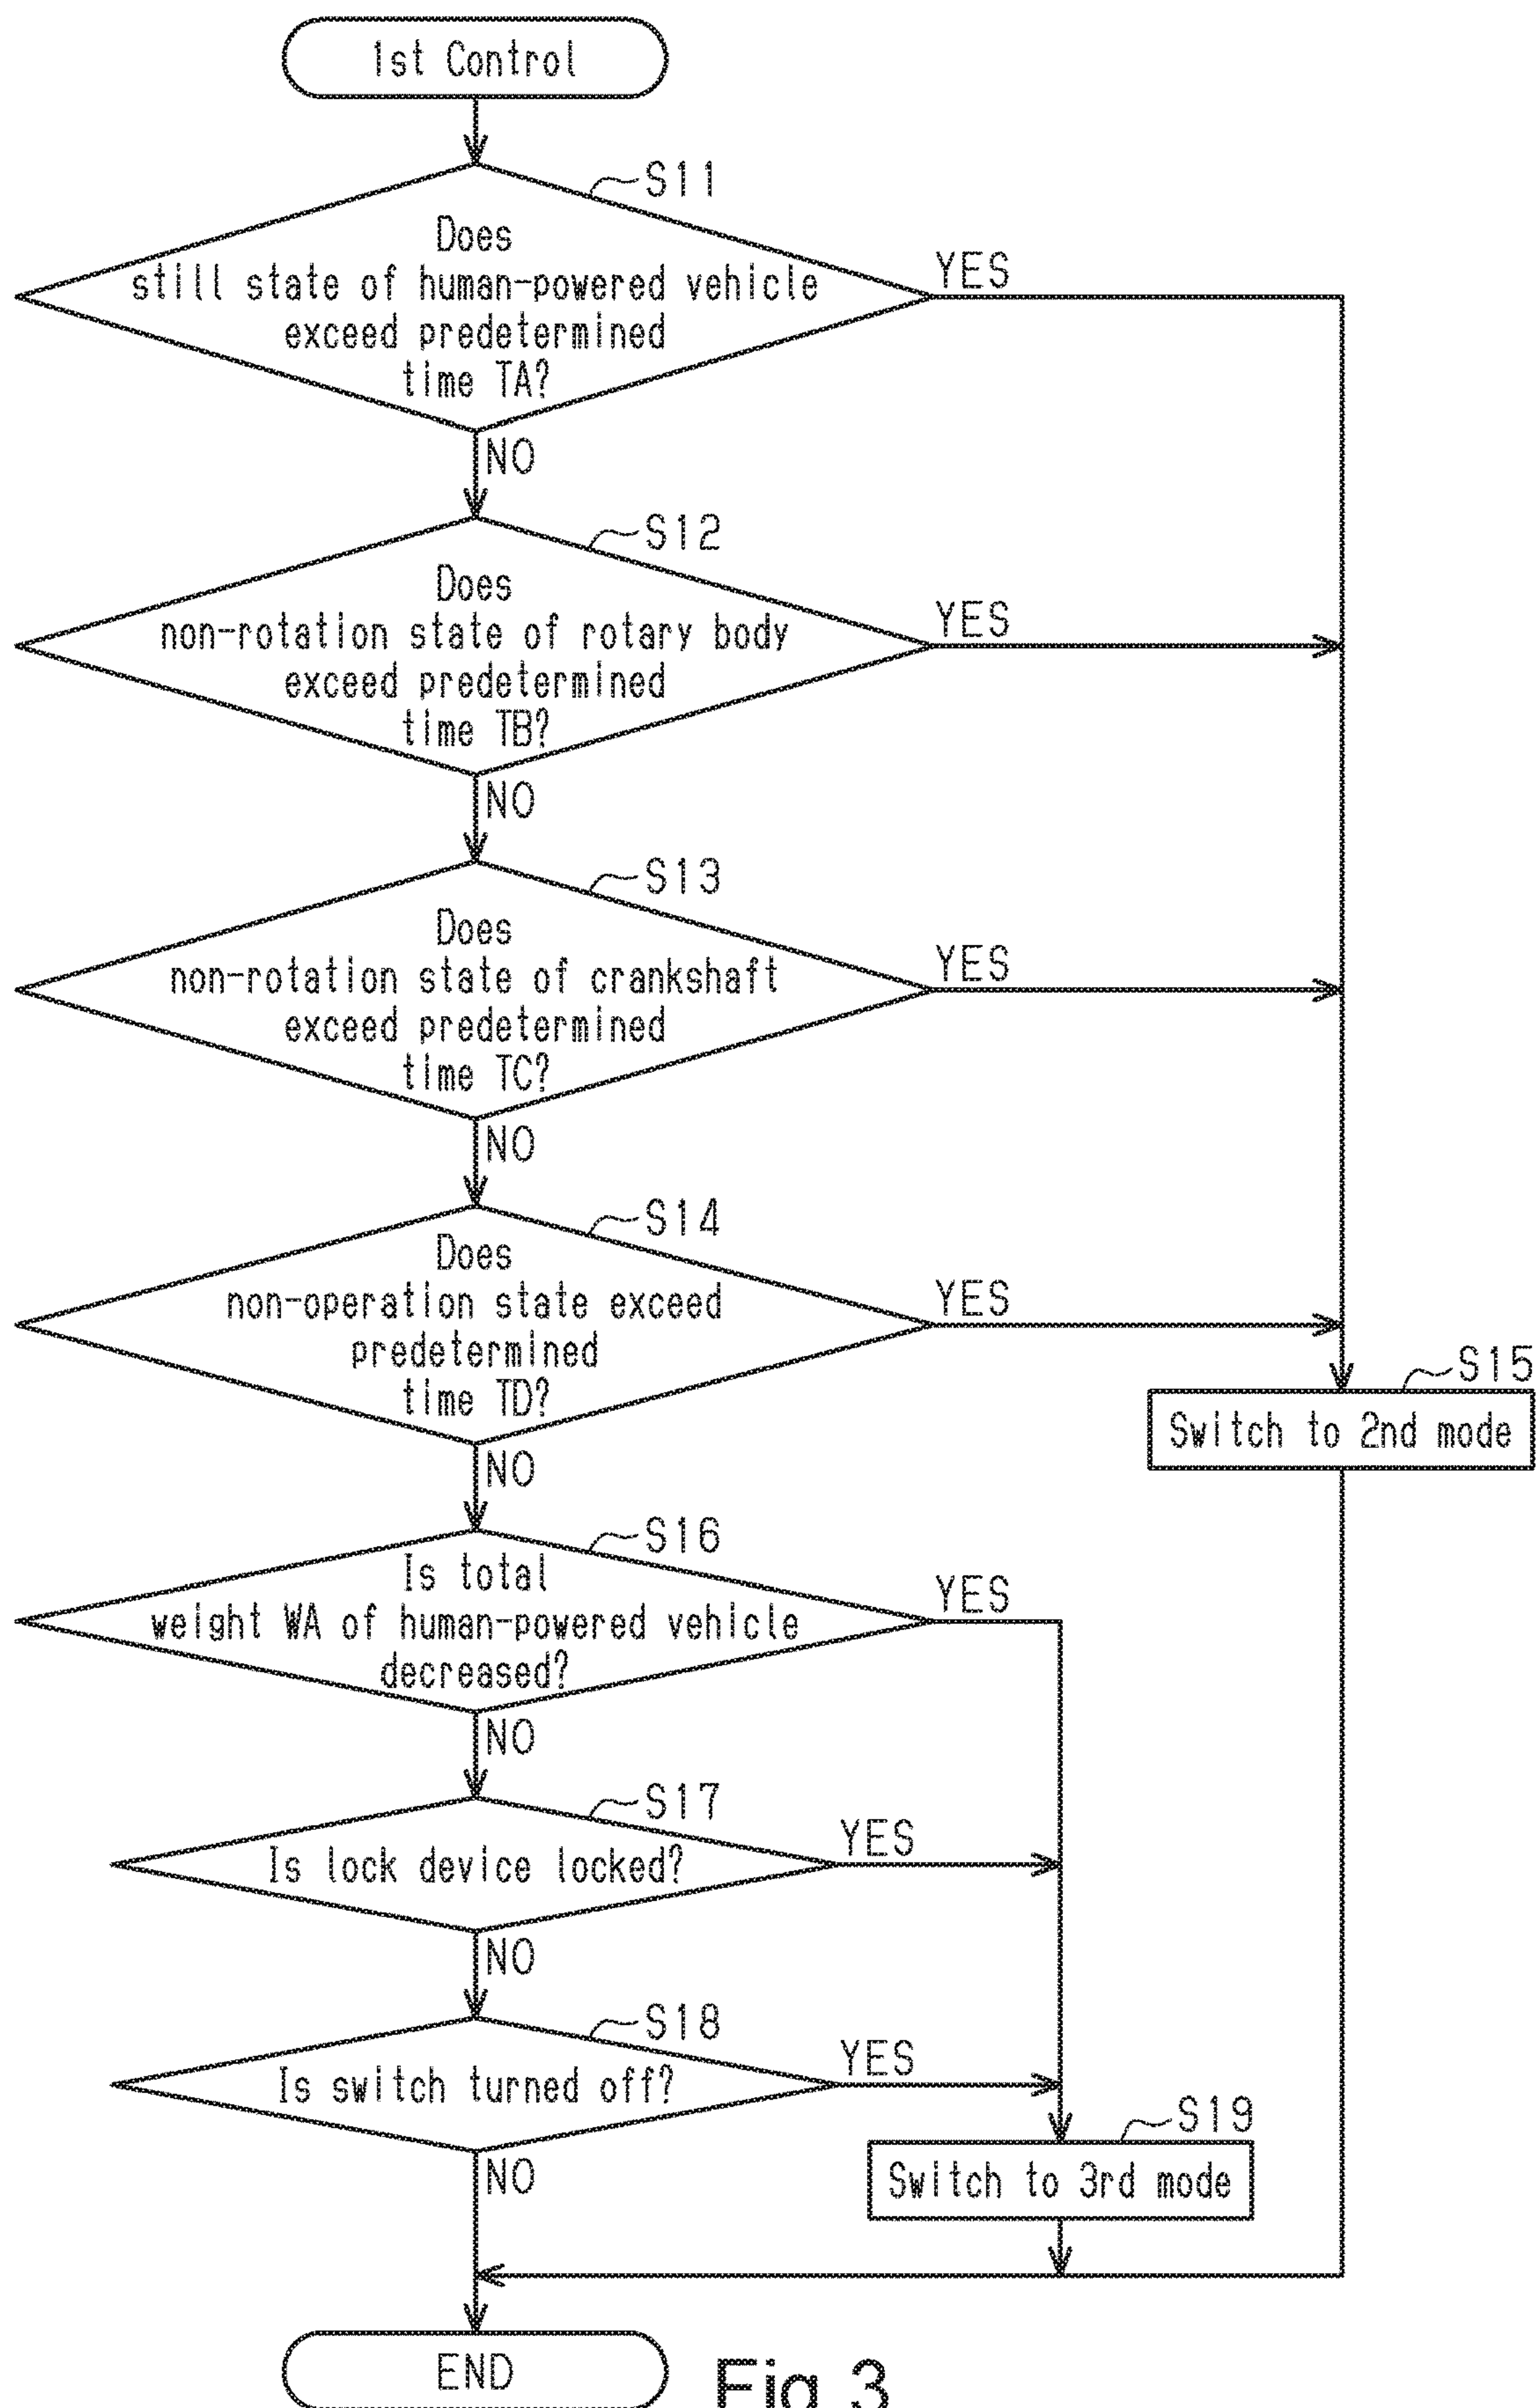 1st Control
S11
Does
still state of human-powered vehicle
exceed predetermined
time TA?
YES
NO
S12
Does
non-rotation state of rotary body
exceed predetermined
time TB?
YES
NO
S13
Does
non-rotation state of crankshaft
exceed predetermined
time TC?
YES
NO
S14
Does
non-operation state exceed
predetermined
time TD?
YES
NO
S15
Switch to 2nd mode
S16
Is total
weight WA of human-powered vehicle
decreased?
YES
NO
S17
Is lock device locked?
YES
NO
S18
Is switch turned off?
YES
NO
S19
Switch to 3rd mode
END
Fig.3